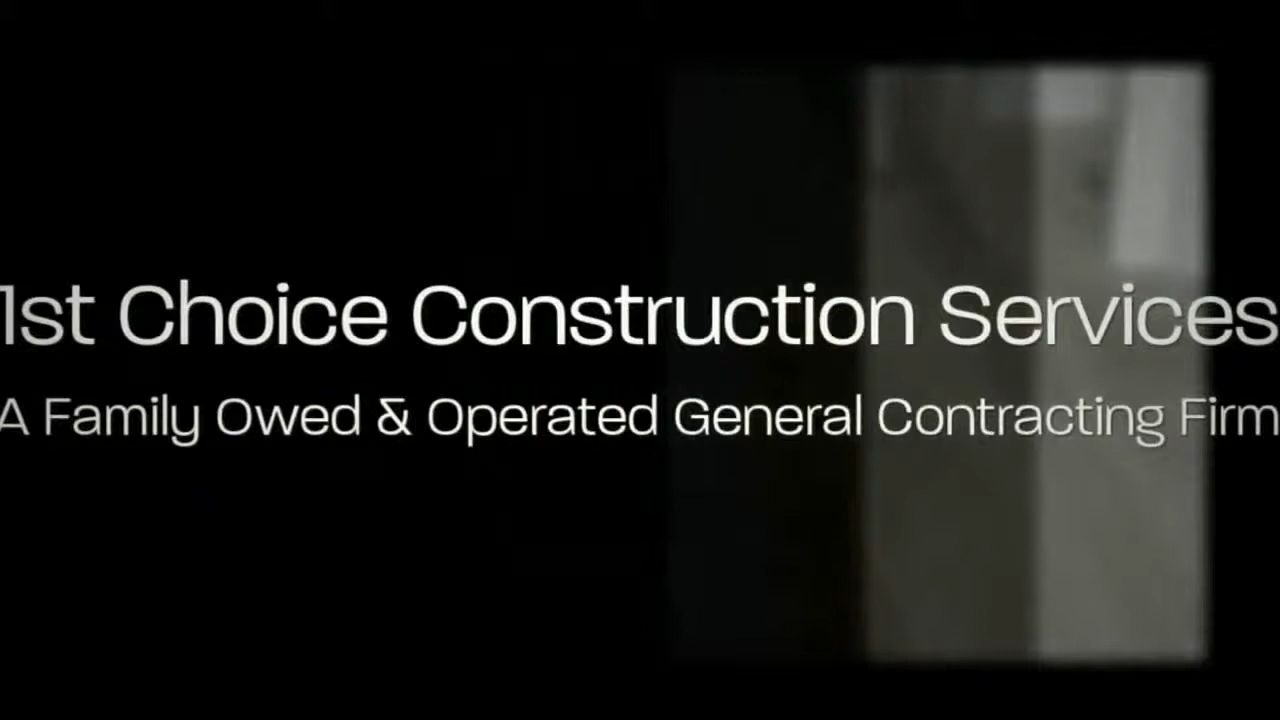 1st Choice Construction Services
A Family Owed & Operated General Contracting Firm